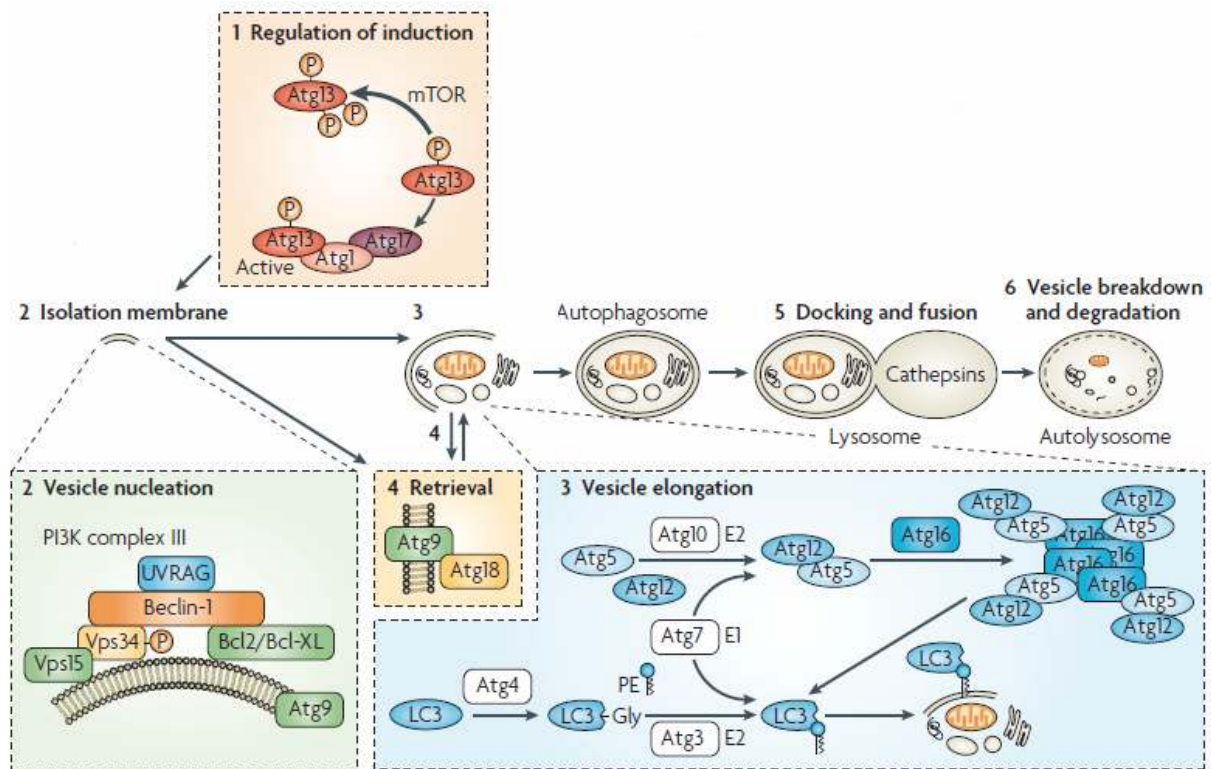 1 Regulation of induction
P
Atg13
P
P
mTOR
P
Atg13
P
Atg13
Atg17
Atg1
Active
2 Isolation membrane
3
Autophagosome
5 Docking and fusion
6 Vesicle breakdown
and degradation
Cathepsins
4
Lysosome
Autolysosome
2 Vesicle nucleation
PI3K complex III
UVRAG
Beclin-1
Vps34
P
Bcl2/Bcl-XL
Vps15
Atg9
4 Retrieval
Atg9
Atg18
3 Vesicle elongation
Atg5
Atg12
Atg10 E2
Atg12
Atg5
Atg16
Atg12
Atg5
Atg12
Atg5
Atg16
Atg16
Atg16
Atg16
Atg5
Atg12
Atg5
Atg12
Atg7 E1
PE
LC3
Atg4
LC3-Gly
Atg3 E2
LC3
LC3